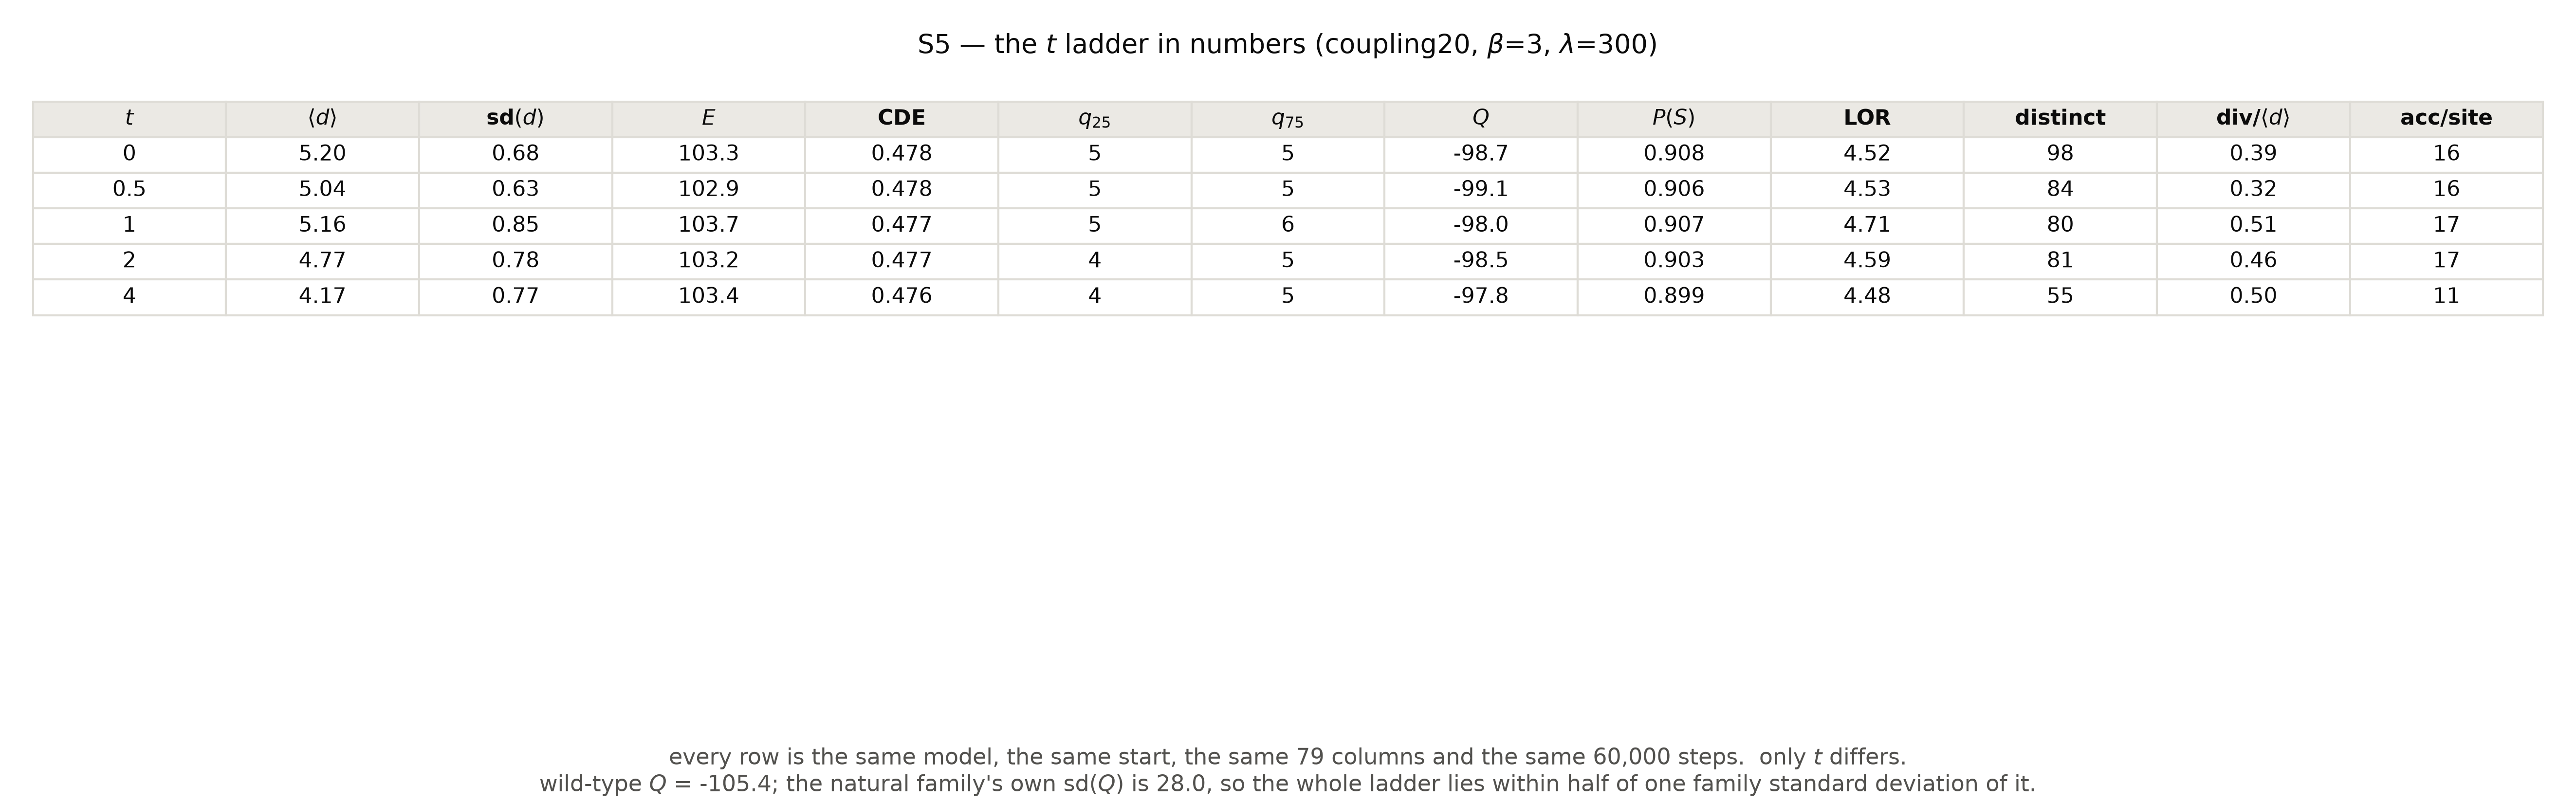 S5 — the t ladder in numbers (coupling20, β=3, λ=300)
t ⟨d⟩ sd(d) E CDE q25 q75 Q P(S) LOR distinct div/⟨d⟩ acc/site
0 5.20 0.68 103.3 0.478 5 5 -98.7 0.908 4.52 98 0.39 16
0.5 5.04 0.63 102.9 0.478 5 5 -99.1 0.906 4.53 84 0.32 16
1 5.16 0.85 103.7 0.477 5 6 -98.0 0.907 4.71 80 0.51 17
2 4.77 0.78 103.2 0.477 4 5 -98.5 0.903 4.59 81 0.46 17
4 4.17 0.77 103.4 0.476 4 5 -97.8 0.899 4.48 55 0.50 11
every row is the same model, the same start, the same 79 columns and the same 60,000 steps. only t differs.
wild-type Q = -105.4; the natural family's own sd(Q) is 28.0, so the whole ladder lies within half of one family standard deviation of it.